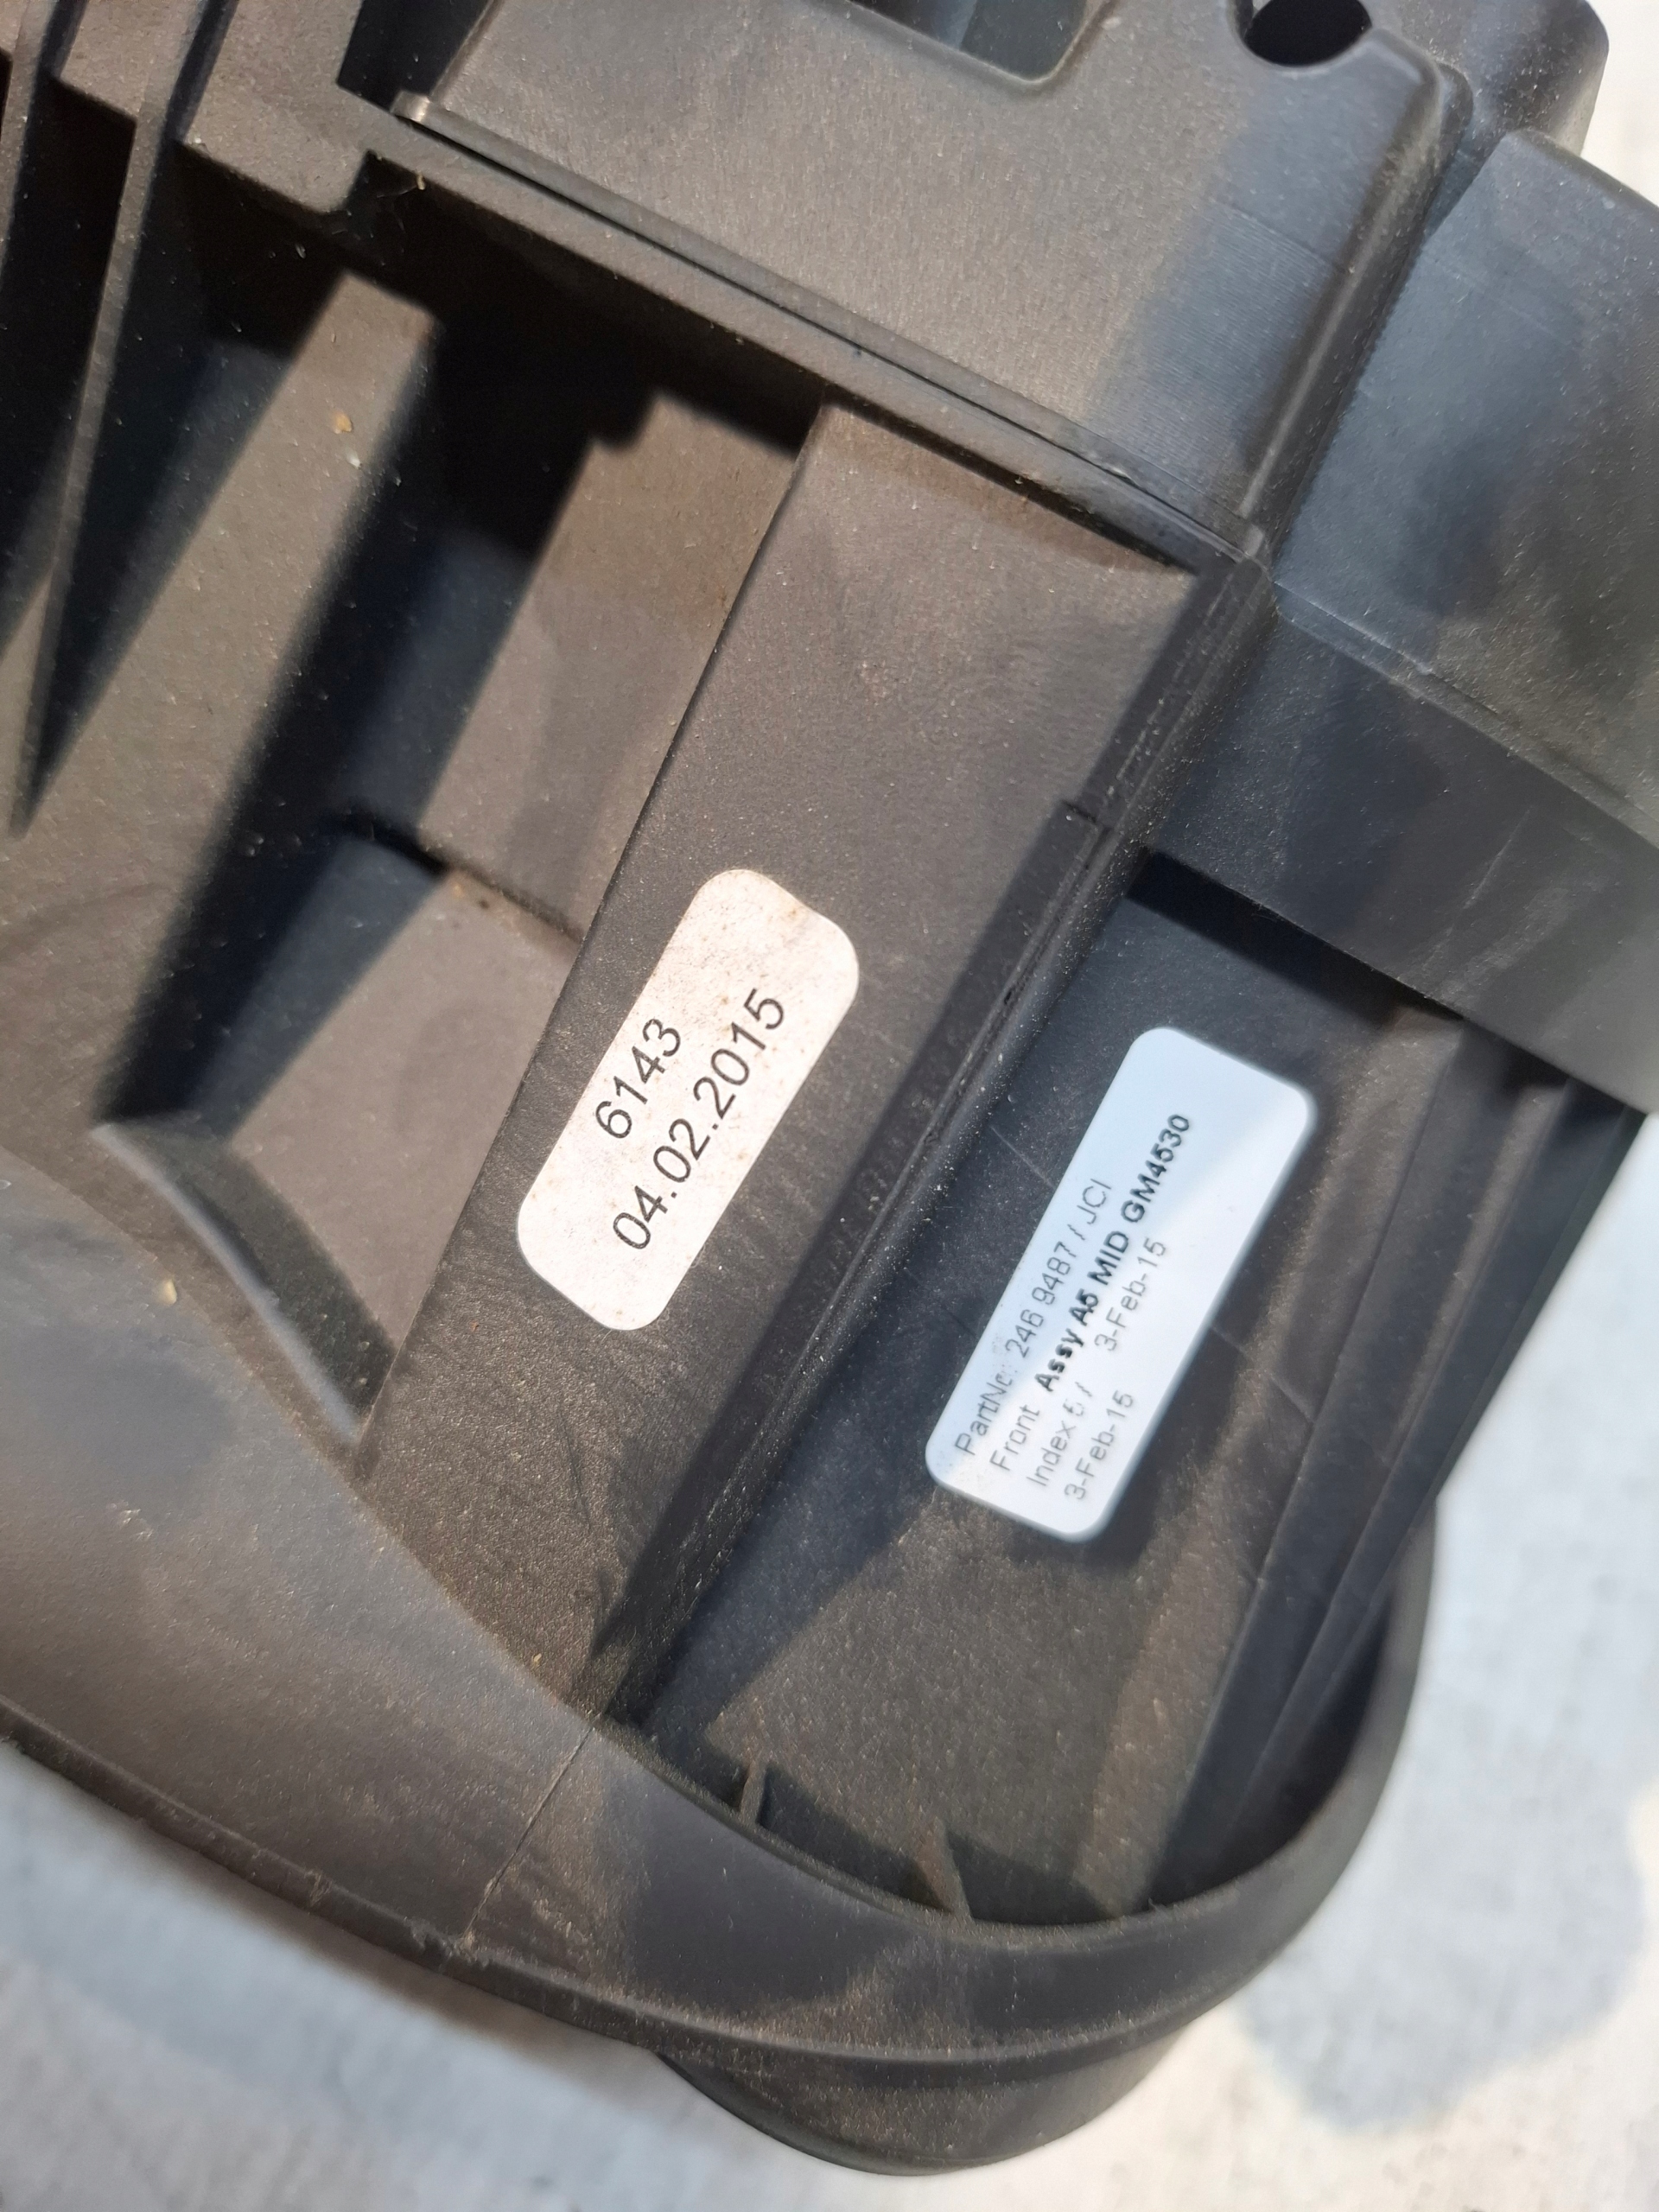 6143
04.02.2015
PartNo: 246 9487 / JCI
Front Assy A5 MID GM4530
Index 5 / 3-Feb-15
3-Feb-15